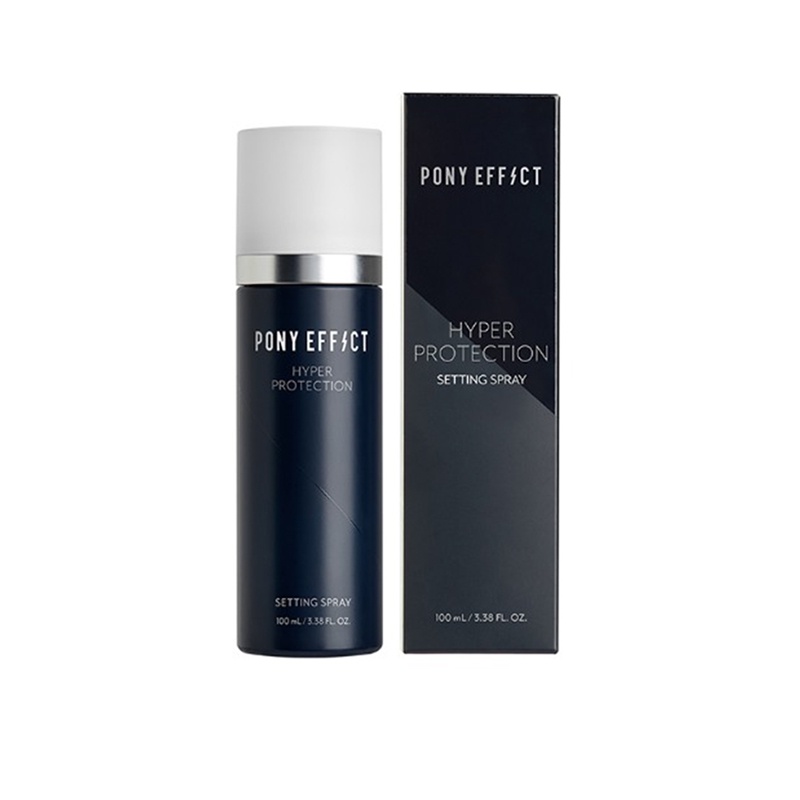 PONY EFFECT
HYPER
PROTECTION
SETTING SPRAY
100 mL / 3.38 FL. OZ.
PONY EFFECT
HYPER
PROTECTION
SETTING SPRAY
100 mL / 3.38 FL. OZ.